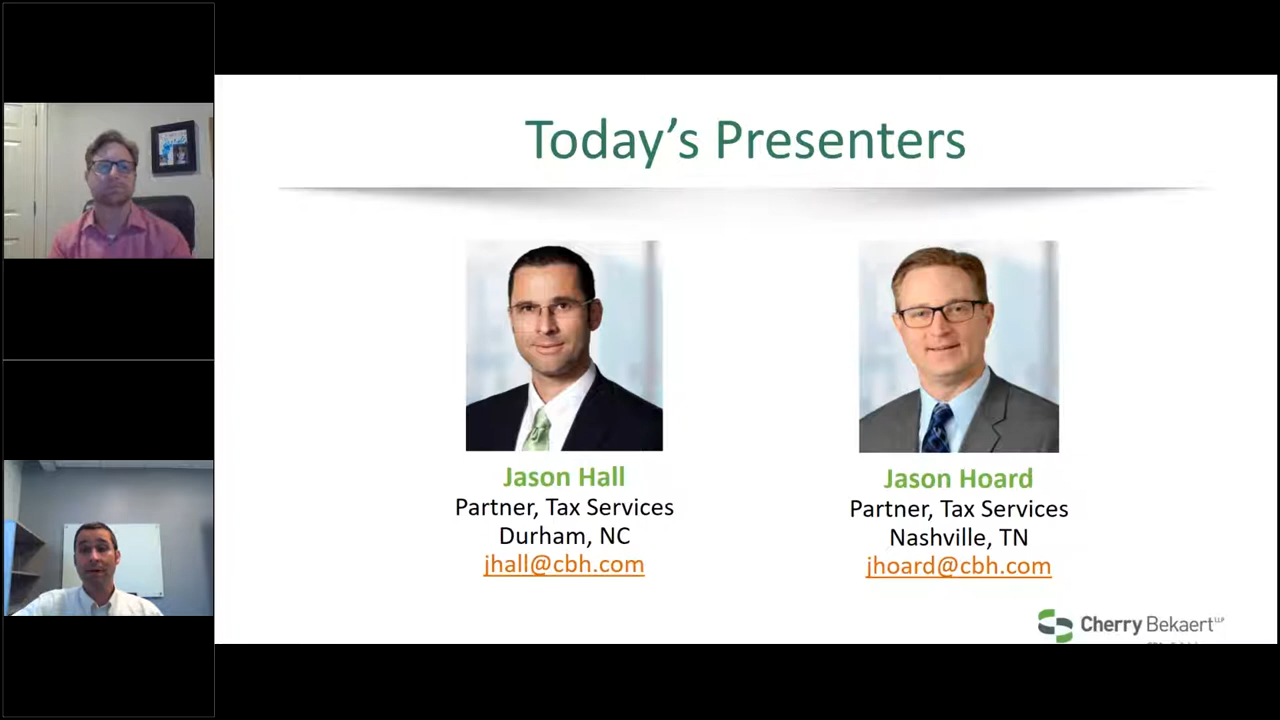 Today's Presenters
Jason Hall
Partner, Tax Services
Durham, NC
jhall@cbh.com
Jason Hoard
Partner, Tax Services
Nashville, TN
jhoard@cbh.com
Cherry Bekaert LLP